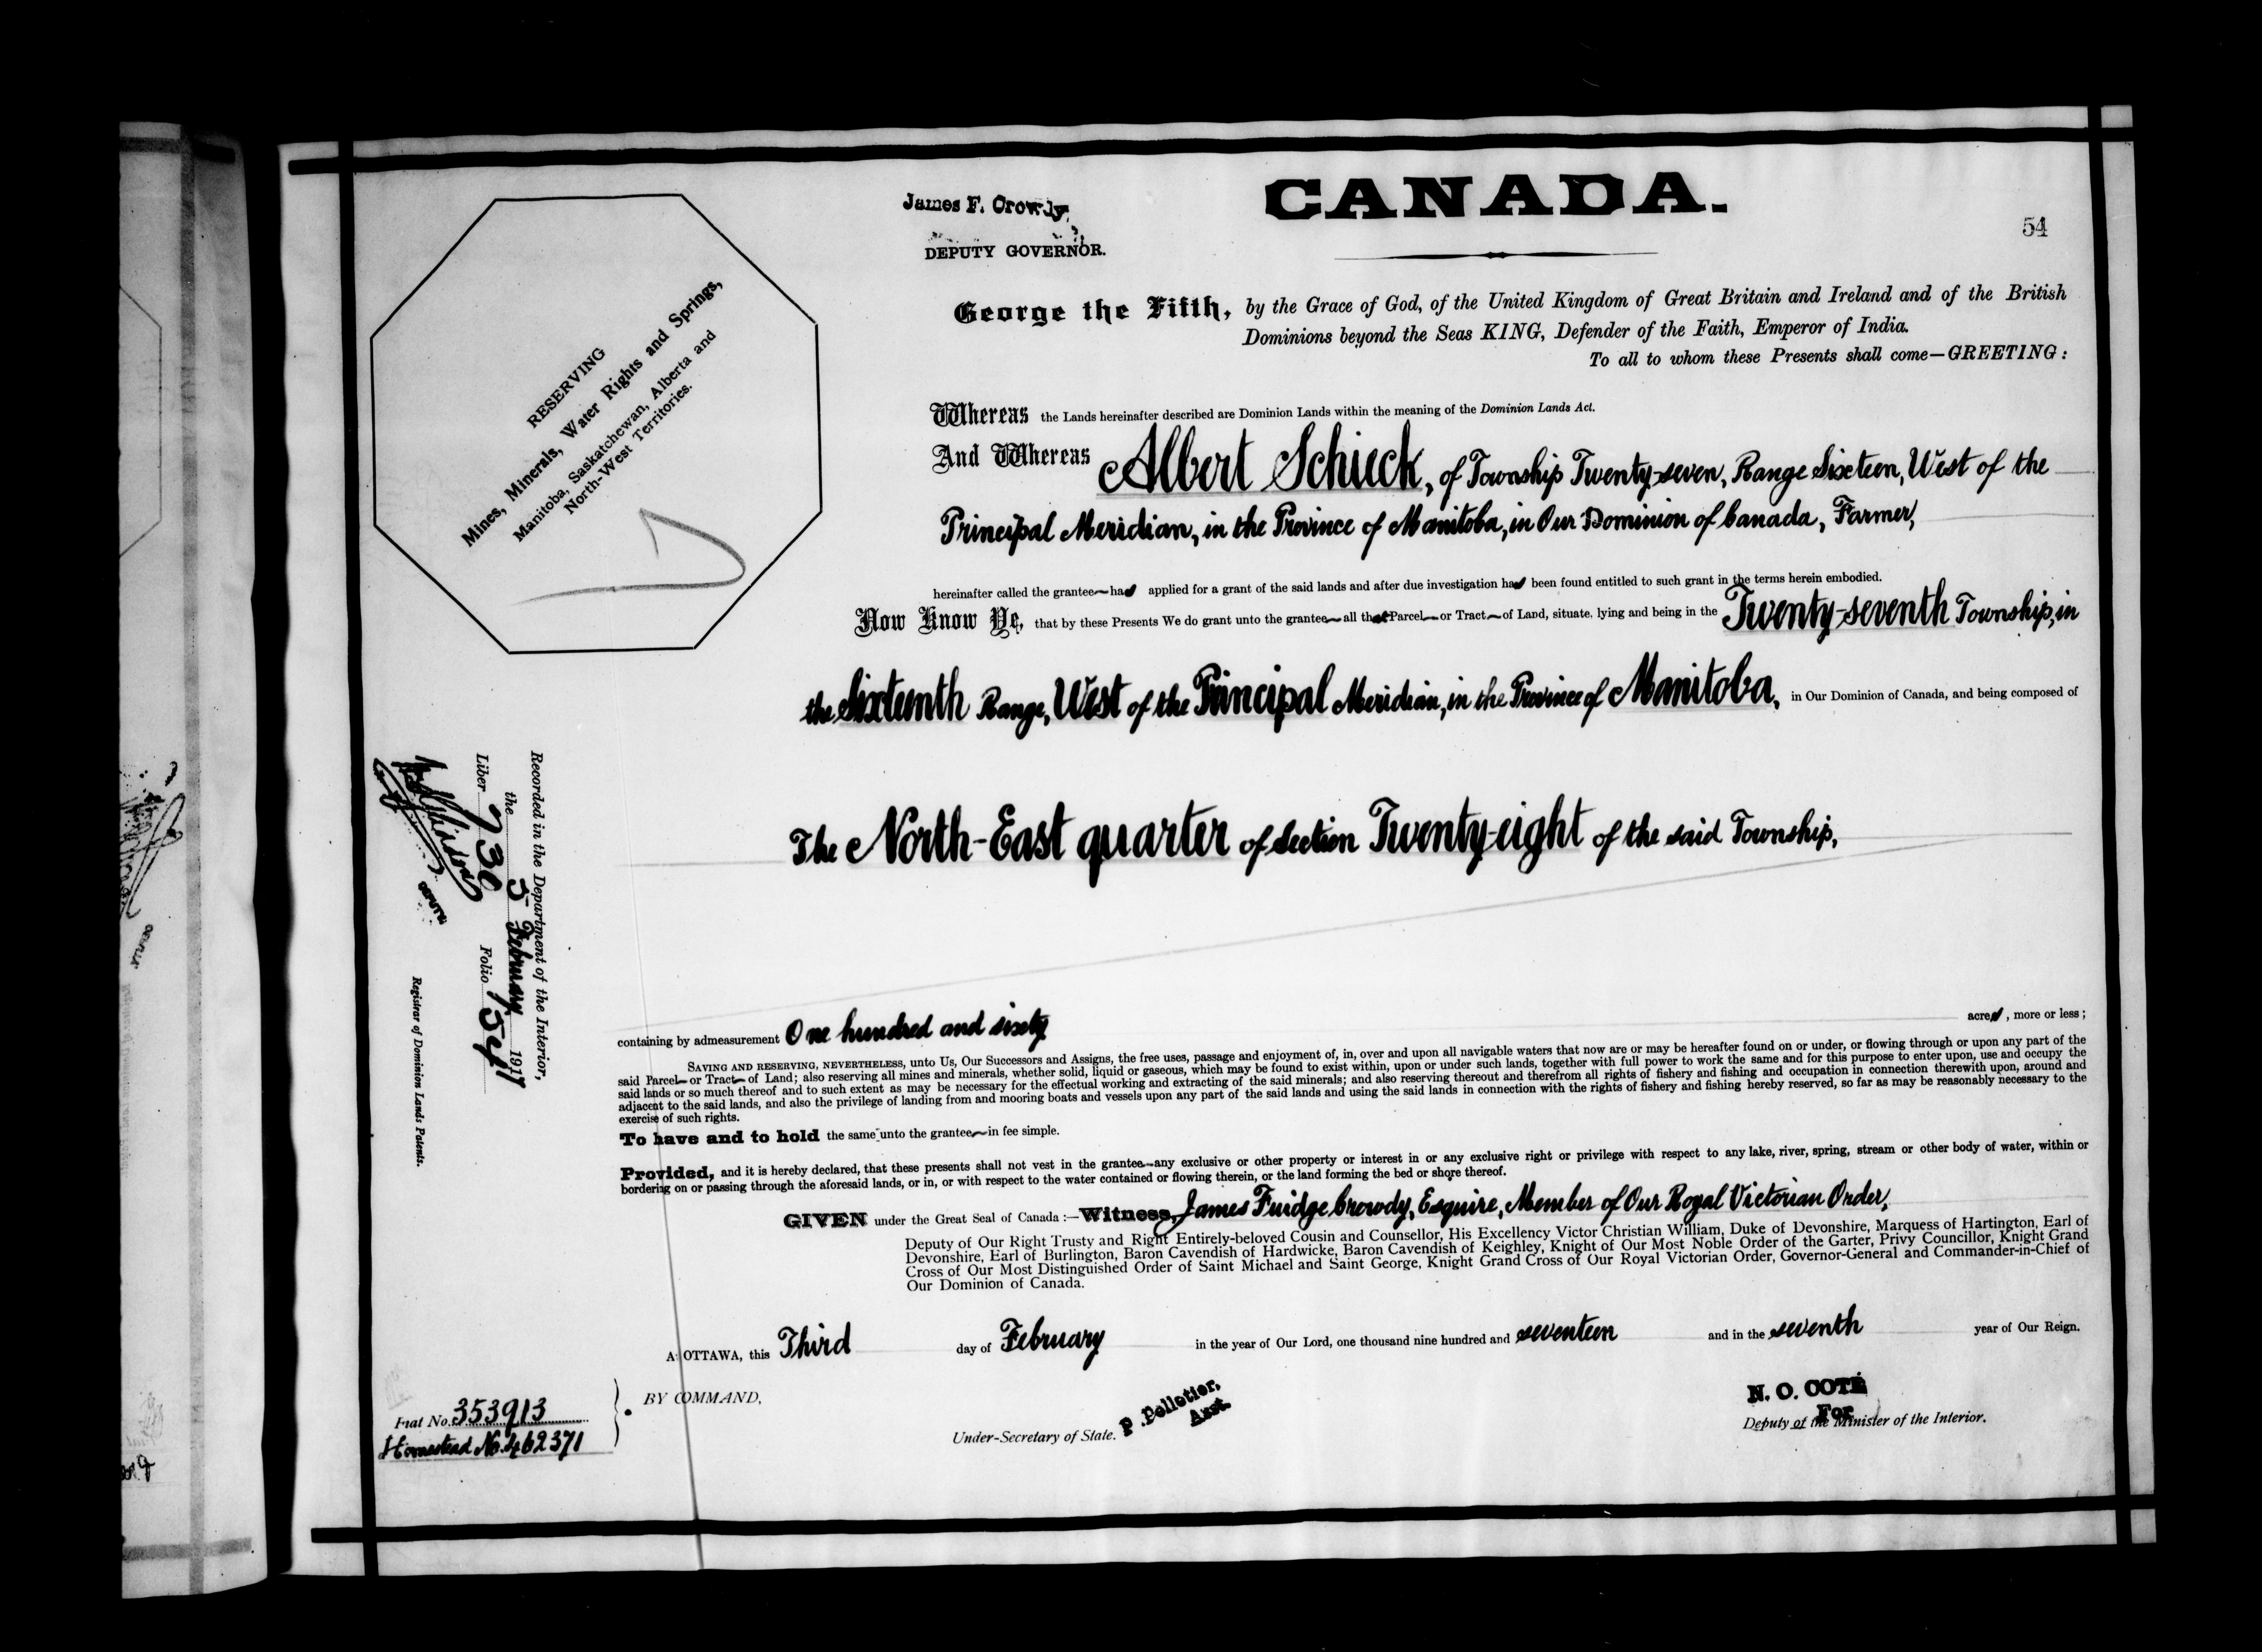 CANADA.
James F. Crowdy,
DEPUTY GOVERNOR.
54
George the Fifth, by the Grace of God, of the United Kingdom of Great Britain and Ireland and of the British
Dominions beyond the Seas KING, Defender of the Faith, Emperor of India.
To all to whom these Presents shall come—GREETING:
RESERVING
Mines, Minerals, Water Rights and Springs,
Manitoba, Saskatchewan, Alberta and
North-West Territories.
Whereas the Lands hereinafter described are Dominion Lands within the meaning of the Dominion Lands Act.
And Whereas Albert Schieck, of Township Twenty-seven, Range Sixteen, West of the
Principal Meridian, in the Province of Manitoba, in Our Dominion of Canada, Farmer,
hereinafter called the grantee has applied for a grant of the said lands and after due investigation has been found entitled to such grant in the terms herein embodied.
Now Know Ye, that by these Presents We do grant unto the grantee all that Parcel or Tract of Land, situate, lying and being in the Twenty-seventh Township, in
the Sixteenth Range, West of the Principal Meridian, in the Province of Manitoba, in Our Dominion of Canada, and being composed of
The North-East quarter of Section Twenty-eight of the said Township,
Recorded in the Department of the Interior,
the 5 February 1917
Liber 730 Folio 54
DEPUTY
Registrar of Dominion Lands Patents.
containing by admeasurement One hundred and sixty acres, more or less;
SAVING AND RESERVING, NEVERTHELESS, unto Us, Our Successors and Assigns, the free uses, passage and enjoyment of, in, over and upon all navigable waters that now are or may be hereafter found on or under, or flowing through or upon any part of the
said Parcel or Tract of Land; also reserving all mines and minerals, whether solid, liquid or gaseous, which may be found to exist within, upon or under such lands, together with full power to work the same and for this purpose to enter upon, use and occupy the
said lands or so much thereof and to such extent as may be necessary for the effectual working and extracting of the said minerals; and also reserving thereout and therefrom all rights of fishery and fishing and occupation in connection therewith upon, around and
adjacent to the said lands, and also the privilege of landing from and mooring boats and vessels upon any part of the said lands and using the said lands in connection with the rights of fishery and fishing hereby reserved, so far as may be reasonably necessary to the
exercise of such rights.
To have and to hold the same unto the grantee in fee simple.
Provided, and it is hereby declared, that these presents shall not vest in the grantee any exclusive or other property or interest in or any exclusive right or privilege with respect to any lake, river, spring, stream or other body of water, within or
bordering on or passing through the aforesaid lands, or in, or with respect to the water contained or flowing therein, or the land forming the bed or shore thereof.
GIVEN under the Great Seal of Canada:—Witness, James Fuidge Crowdy, Esquire, Member of Our Royal Victorian Order,
Deputy of Our Right Trusty and Right Entirely-beloved Cousin and Counsellor, His Excellency Victor Christian William, Duke of Devonshire, Marquess of Hartington, Earl of
Devonshire, Earl of Burlington, Baron Cavendish of Hardwicke, Baron Cavendish of Keighley, Knight of Our Most Noble Order of the Garter, Privy Councillor, Knight Grand
Cross of Our Most Distinguished Order of Saint Michael and Saint George, Knight Grand Cross of Our Royal Victorian Order, Governor-General and Commander-in-Chief of
Our Dominion of Canada.
At OTTAWA, this Third day of February in the year of Our Lord, one thousand nine hundred and seventeen and in the seventh year of Our Reign.
BY COMMAND,
Fiat No. 353913
Homestead No. 462371
P. Pelletier,
Asst.
Under-Secretary of State.
N. O. COTÉ
For
Deputy of the Minister of the Interior.